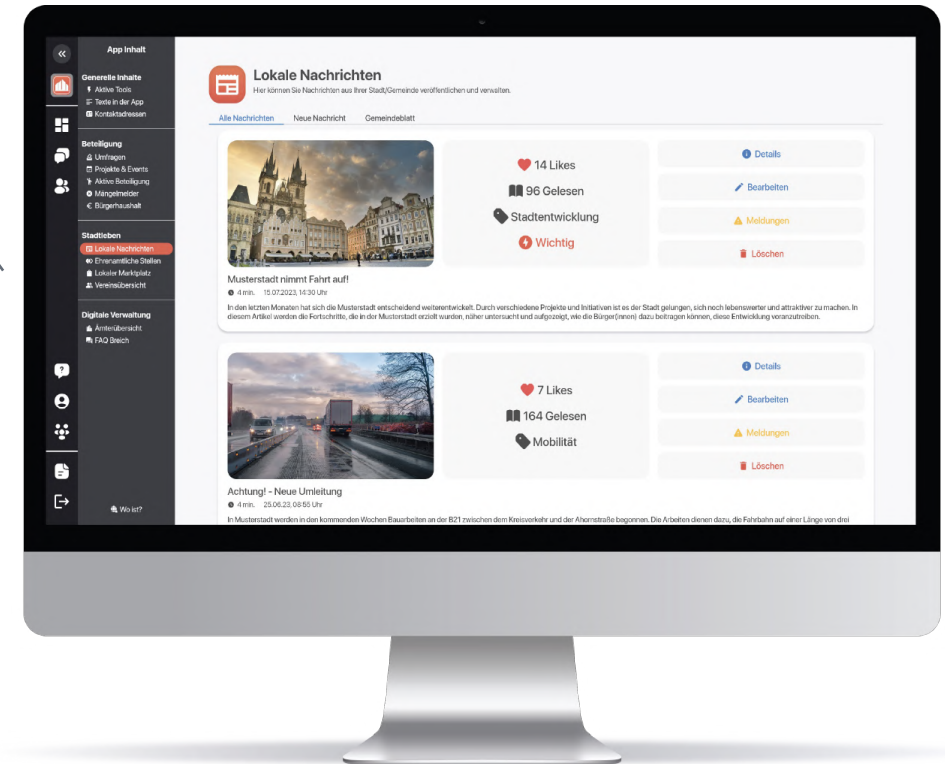 App Inhalt
Generelle Inhalte
Aktive Tools
Texte in der App
Kontaktadressen
Beteiligung
Umfragen
Projekte & Events
Aktive Beteiligung
Mängelmelder
Bürgerhaushalt
Stadtleben
Lokale Nachrichten
Ehrenamtliche Stellen
Lokaler Marktplatz
Vereinsübersicht
Digitale Verwaltung
Ämterübersicht
FAQ Breich
Wo ist?
Lokale Nachrichten
Hier können Sie Nachrichten aus Ihrer Stadt/Gemeinde veröffentlichen und verwalten.
Alle Nachrichten Neue Nachricht Gemeindeblatt
14 Likes
96 Gelesen
Stadtentwicklung
Wichtig
Details
Bearbeiten
Meldungen
Löschen
Musterstadt nimmt Fahrt auf!
4 min. 15.07.2023, 14:30 Uhr
In den letzten Monaten hat sich die Musterstadt entscheidend weiterentwickelt. Durch verschiedene Projekte und Initiativen ist es der Stadt gelungen, sich noch lebenswerter und attraktiver zu machen. In
diesem Artikel werden die Fortschritte, die in der Musterstadt erzielt wurden, näher untersucht und aufgezeigt, wie die Bürger(innen) dazu beitragen können, diese Entwicklung voranzutreiben.
7 Likes
164 Gelesen
Mobilität
Details
Bearbeiten
Meldungen
Löschen
Achtung! - Neue Umleitung
4 min. 25.06.23, 08:55 Uhr
In Musterstadt werden in den kommenden Wochen Bauarbeiten an der B21 zwischen dem Kreisverkehr und der Ahornstraße begonnen. Die Arbeiten dienen dazu, die Fahrbahn auf einer Länge von drei